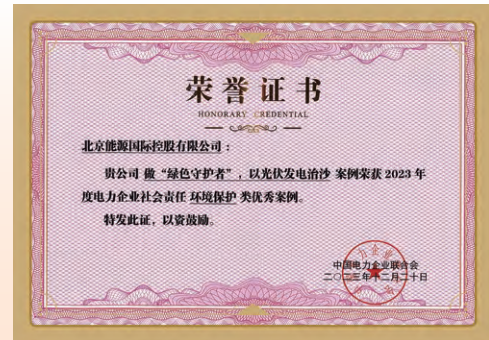 荣誉证书
HONORARY CREDENTIAL
北京能源国际控股有限公司：
贵公司 做“绿色守护者”，以光伏发电治沙 案例荣获 2023 年
度电力企业社会责任 环境保护 类优秀案例。
特发此证，以资鼓励。
中国电力企业联合会
二〇二三年十二月二十日